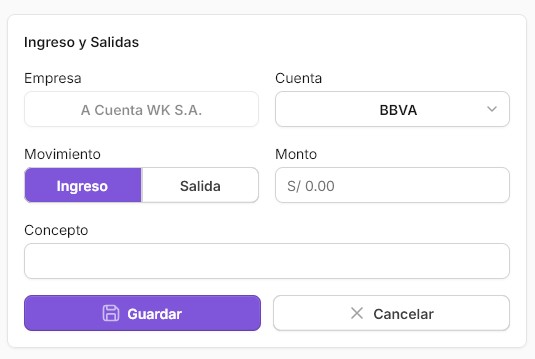 Ingreso y Salidas
Empresa Cuenta
A Cuenta WK S.A. BBVA
Movimiento Monto
Ingreso Salida S/ 0.00
Concepto
Guardar Cancelar